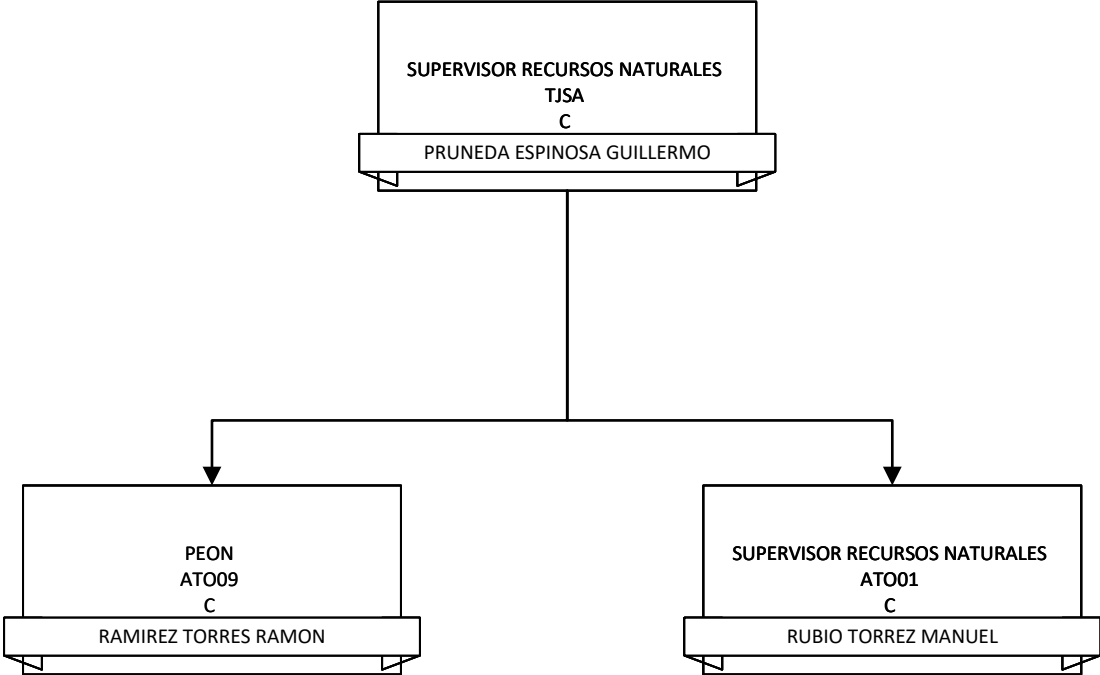 SUPERVISOR RECURSOS NATURALES
TJSA
C
PRUNEDA ESPINOSA GUILLERMO
PEON
ATO09
C
RAMIREZ TORRES RAMON
SUPERVISOR RECURSOS NATURALES
ATO01
C
RUBIO TORREZ MANUEL